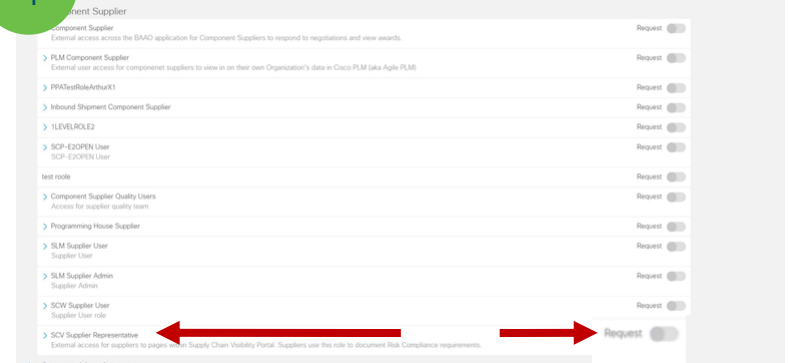 nent Supplier
Component Supplier
Request
External access across the BAAO application for Component Suppliers to respond to negotiations and view awards.
PLM Component Supplier
Request
External user access for componenet suppliers to view in on their own Organization's data in Cisco PLM (aka Agile PLM)
PPATestRoleArthurX1
Request
Inbound Shipment Component Supplier
Request
1LEVELROLE2
Request
SCP-E2OPEN User
Request
SCP-E2OPEN User
test roole
Request
Component Supplier Quality Users
Request
Access for supplier quality team
Programming House Supplier
Request
SLM Supplier User
Request
Supplier User
SLM Supplier Admin
Request
Supplier Admin
SCW Supplier User
Request
Supplier User role
SCV Supplier Representative
Request
External access for suppliers to pages within Supply Chain Visibility Portal. Suppliers use this role to document Risk Compliance requirements.